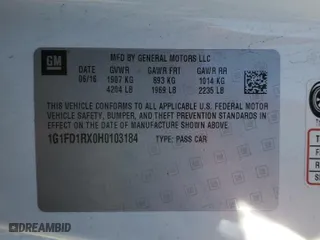 GM
MFD BY GENERAL MOTORS LLC
DATE GVWR GAWR FRT GAWR RR
06/16 1987 KG 893 KG 1014 KG
4204 LB 1969 LB 2235 LB
THIS VEHICLE CONFORMS TO ALL APPLICABLE U.S. FEDERAL MOTOR
VEHICLE SAFETY, BUMPER, AND THEFT PREVENTION STANDARDS IN
EFFECT ON THE DATE OF MANUFACTURE SHOWN ABOVE.
1G1FD1RX0H0103184 TYPE: PASS CAR
DREAMBID